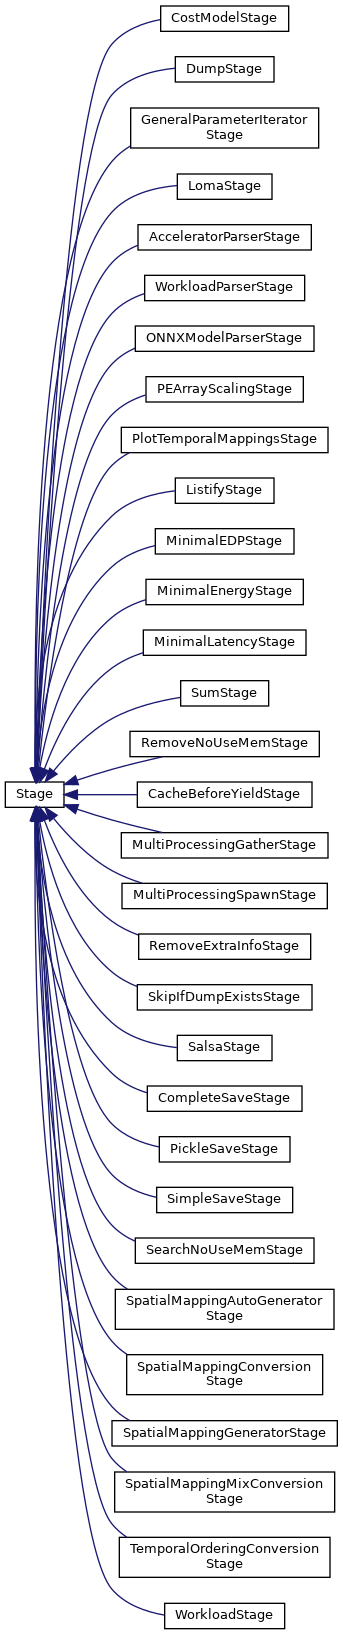 CostModelStage
DumpStage
GeneralParameterIterator
Stage
LomaStage
AcceleratorParserStage
WorkloadParserStage
ONNXModelParserStage
PEArrayScalingStage
PlotTemporalMappingsStage
ListifyStage
MinimalEDPStage
MinimalEnergyStage
MinimalLatencyStage
SumStage
RemoveNoUseMemStage
Stage
CacheBeforeYieldStage
MultiProcessingGatherStage
MultiProcessingSpawnStage
RemoveExtraInfoStage
SkipIfDumpExistsStage
SalsaStage
CompleteSaveStage
PickleSaveStage
SimpleSaveStage
SearchNoUseMemStage
SpatialMappingAutoGenerator
Stage
SpatialMappingConversion
Stage
SpatialMappingGeneratorStage
SpatialMappingMixConversion
Stage
TemporalOrderingConversion
Stage
WorkloadStage